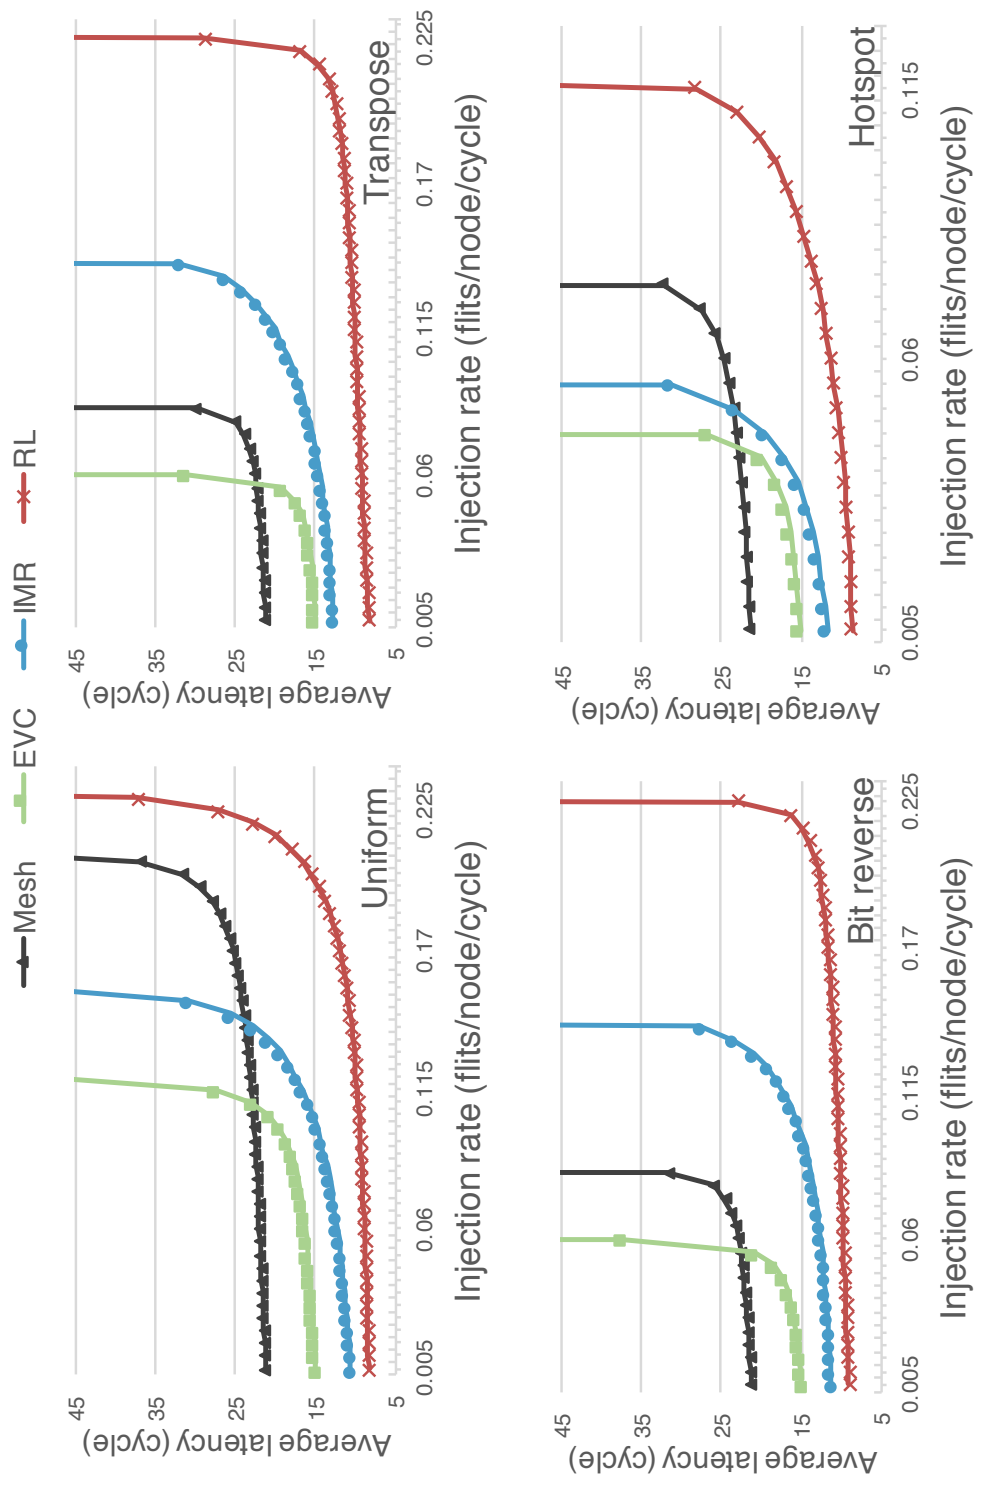 Mesh EVC IMR RL
Average latency (cycle)
45
35
25
15
5
Uniform
0.005 0.06 0.115 0.17 0.225
Injection rate (flits/node/cycle)
Average latency (cycle)
45
35
25
15
5
Transpose
0.005 0.06 0.115 0.17 0.225
Injection rate (flits/node/cycle)
Average latency (cycle)
45
35
25
15
5
Bit reverse
0.005 0.06 0.115 0.17 0.225
Injection rate (flits/node/cycle)
Average latency (cycle)
45
35
25
15
5
Hotspot
0.005 0.06 0.115
Injection rate (flits/node/cycle)